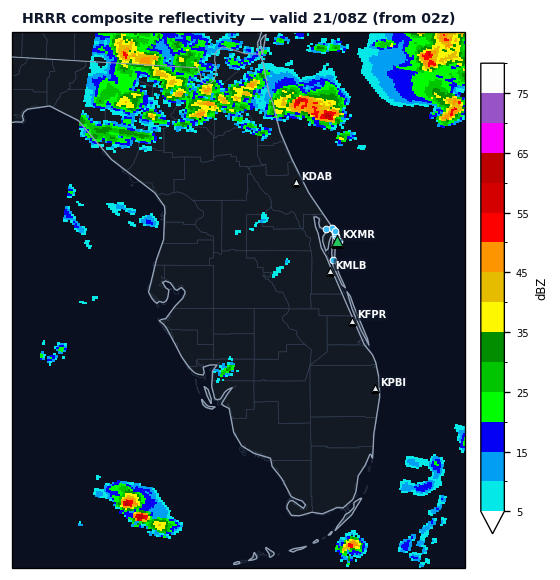 HRRR composite reflectivity — valid 21/08Z (from 02z)
KDAB
KXMR
KMLB
KFPR
KPBI
75
65
55
45
35
25
15
5
dBZ